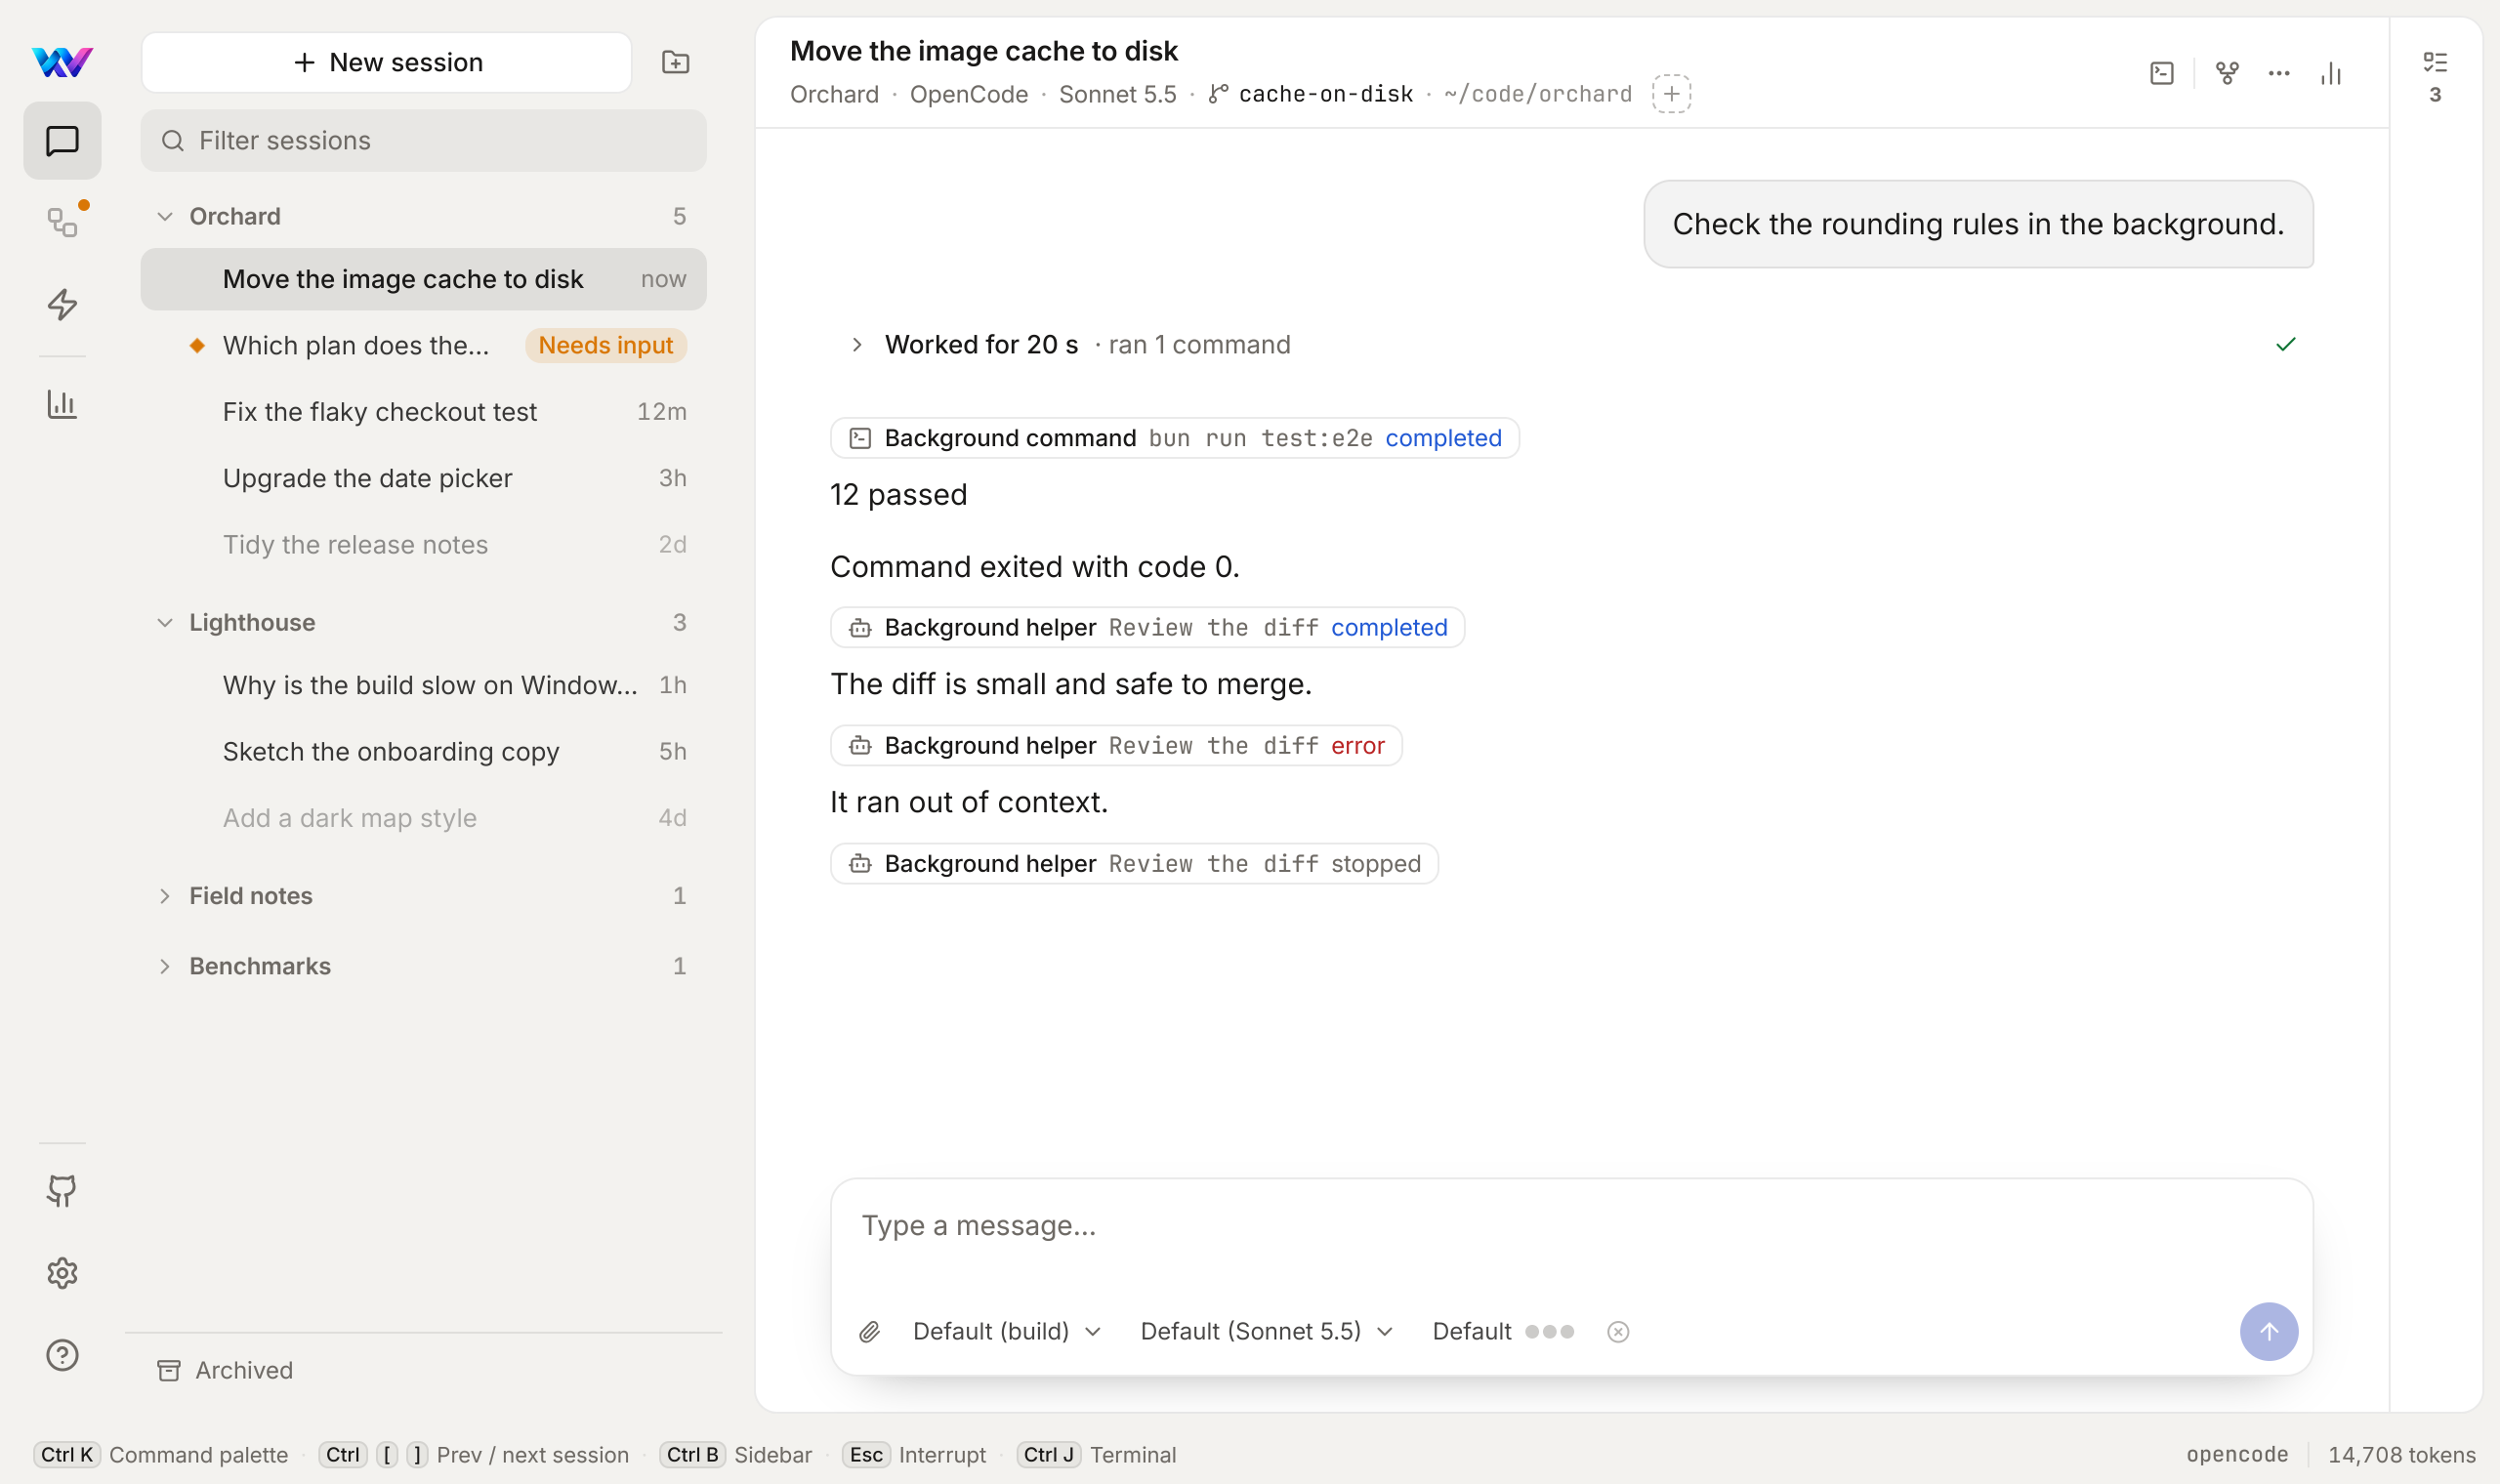 New session
Filter sessions
Orchard 5
Move the image cache to disk now
Which plan does the... Needs input
Fix the flaky checkout test 12m
Upgrade the date picker 3h
Tidy the release notes 2d
Lighthouse 3
Why is the build slow on Window... 1h
Sketch the onboarding copy 5h
Add a dark map style 4d
Field notes 1
Benchmarks 1
Archived
Move the image cache to disk
Orchard · OpenCode · Sonnet 5.5 · cache-on-disk · ~/code/orchard
3
Check the rounding rules in the background.
Worked for 20 s · ran 1 command
Background command bun run test:e2e completed
12 passed
Command exited with code 0.
Background helper Review the diff completed
The diff is small and safe to merge.
Background helper Review the diff error
It ran out of context.
Background helper Review the diff stopped
Type a message...
Default (build) Default (Sonnet 5.5) Default
Ctrl K Command palette · Ctrl [ ] Prev / next session · Ctrl B Sidebar · Esc Interrupt · Ctrl J Terminal
opencode 14,708 tokens